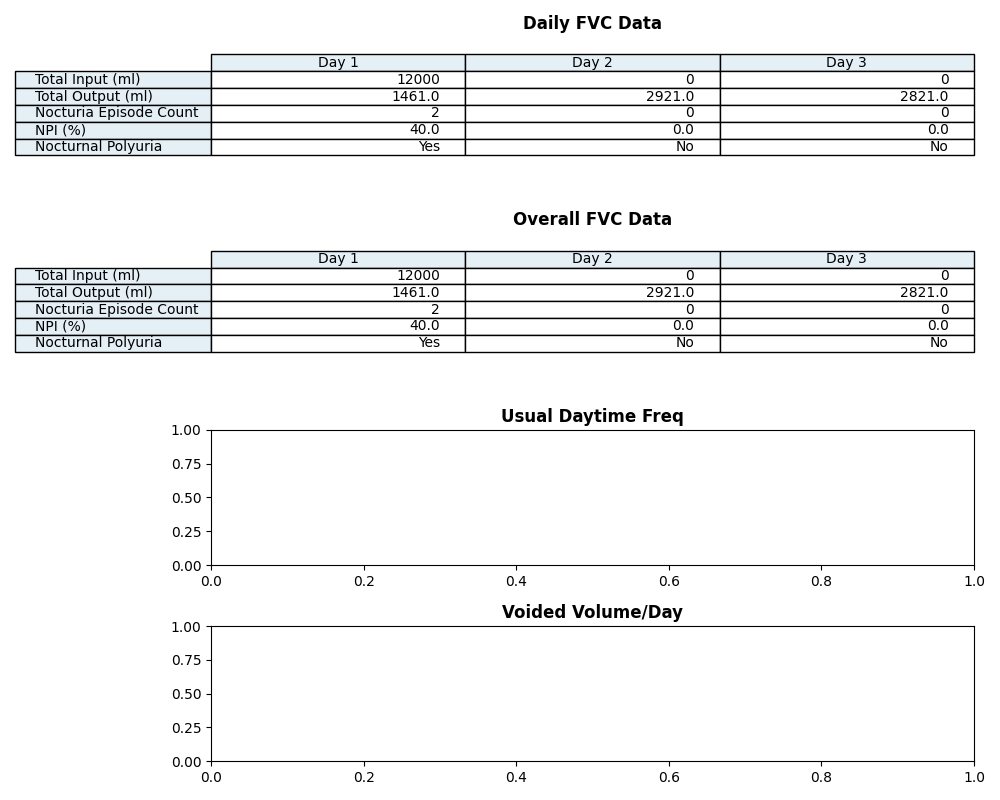 Daily FVC Data
Day 1 Day 2 Day 3
Total Input (ml) 12000 0 0
Total Output (ml) 1461.0 2921.0 2821.0
Nocturia Episode Count 2 0 0
NPI (%) 40.0 0.0 0.0
Nocturnal Polyuria Yes No No
Overall FVC Data
Day 1 Day 2 Day 3
Total Input (ml) 12000 0 0
Total Output (ml) 1461.0 2921.0 2821.0
Nocturia Episode Count 2 0 0
NPI (%) 40.0 0.0 0.0
Nocturnal Polyuria Yes No No
Usual Daytime Freq
1.00
0.75
0.50
0.25
0.00
0.0 0.2 0.4 0.6 0.8 1.0
Voided Volume/Day
1.00
0.75
0.50
0.25
0.00
0.0 0.2 0.4 0.6 0.8 1.0